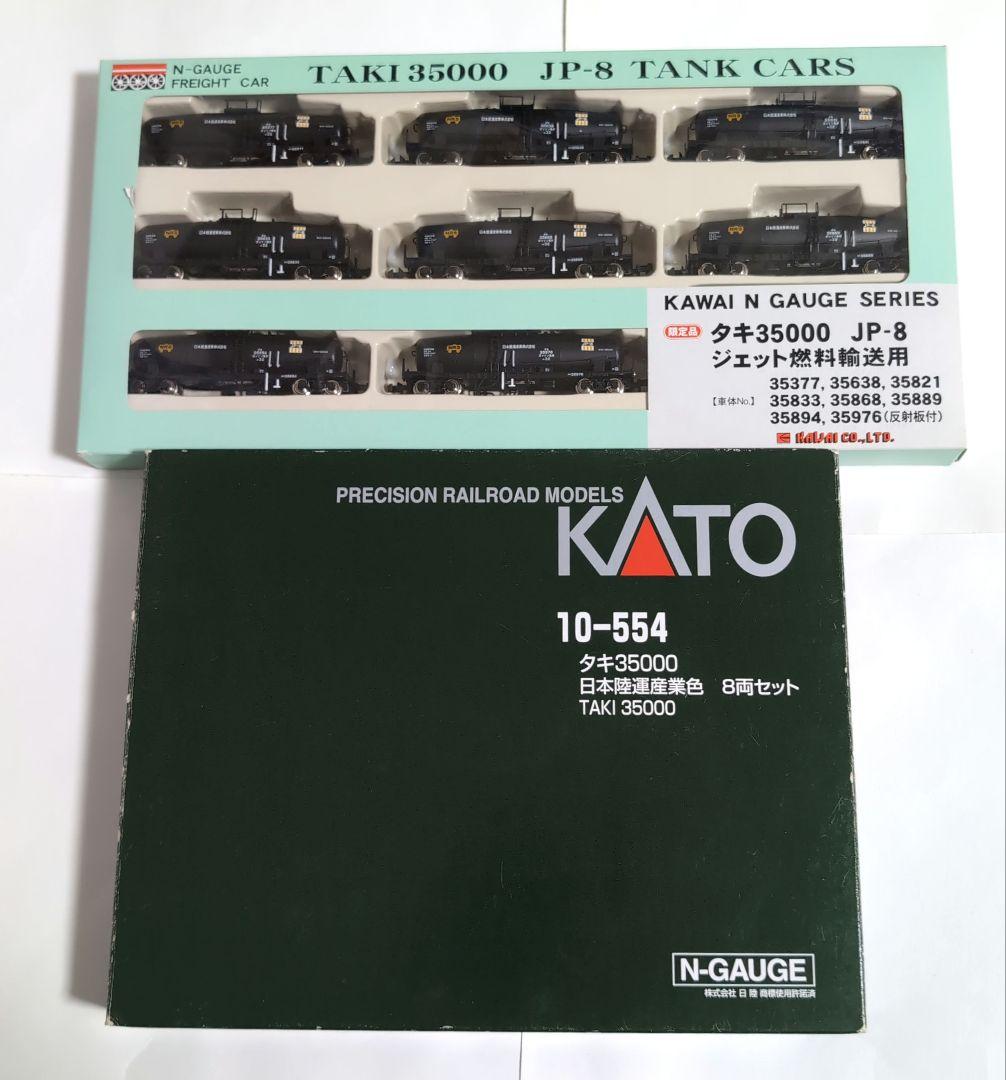 N-GAUGE
FREIGHT CAR
TAKI 35000 JP-8 TANK CARS
KAWAI N GAUGE SERIES
限定品 タキ35000 JP-8
ジェット燃料輸送用
35377, 35638, 35821
【車体No.】 35833, 35868, 35889
35894, 35976 (反射板付)
KAWAI CO.,LTD.
PRECISION RAILROAD MODELS
KATO
10-554
タキ35000
日本陸運産業色 8両セット
TAKI 35000
N-GAUGE
株式会社 日 陸 商標使用許諾済